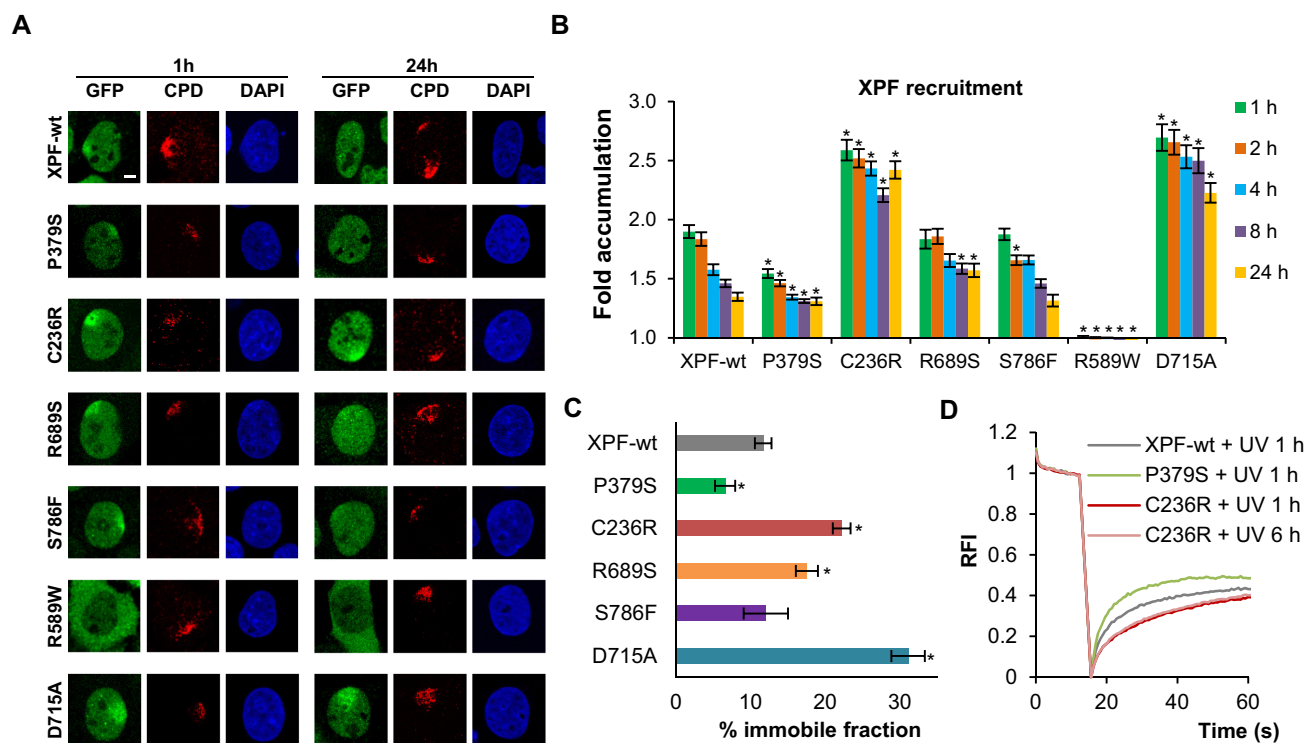 A
1h 24h
GFP CPD DAPI GFP CPD DAPI
XPF-wt
P379S
C236R
R689S
S786F
R589W
D715A
B
XPF recruitment
Fold accumulation
3.0
2.5
2.0
1.5
1.0
* * * * *
* * * * *
* *
*
* * * * *
* * * * *
XPF-wt P379S C236R R689S S786F R589W D715A
1 h
2 h
4 h
8 h
24 h
C
XPF-wt
P379S *
C236R *
R689S *
S786F
D715A *
0 10 20 30
% immobile fraction
D
RFI
1.2
1
0.8
0.6
0.4
0.2
0
XPF-wt + UV 1 h
P379S + UV 1 h
C236R + UV 1 h
C236R + UV 6 h
0 20 40 60
Time (s)